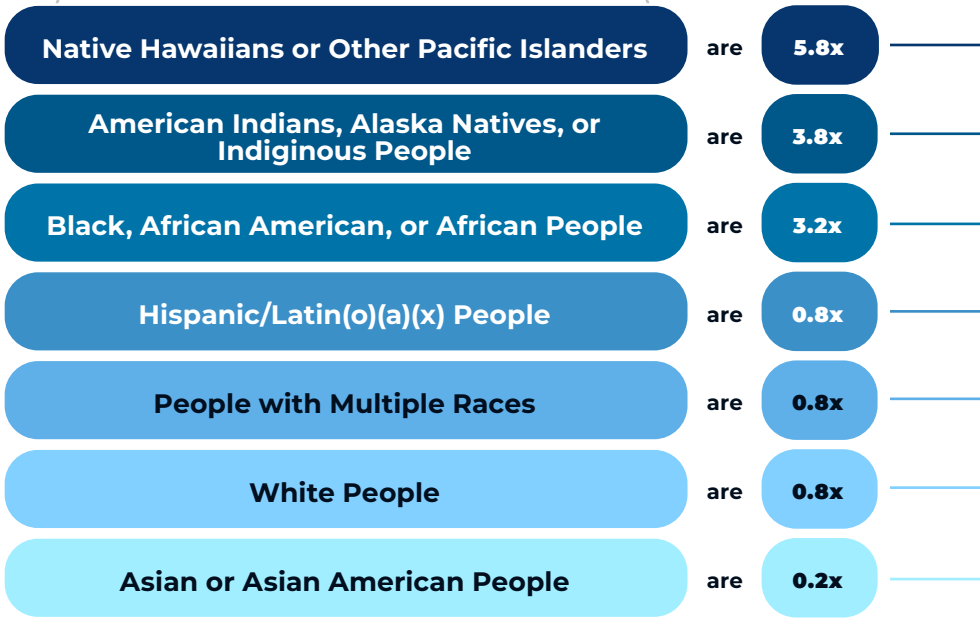 Native Hawaiians or Other Pacific Islanders are 5.8x
American Indians, Alaska Natives, or
Indiginous People are 3.8x
Black, African American, or African People are 3.2x
Hispanic/Latin(o)(a)(x) People are 0.8x
People with Multiple Races are 0.8x
White People are 0.8x
Asian or Asian American People are 0.2x